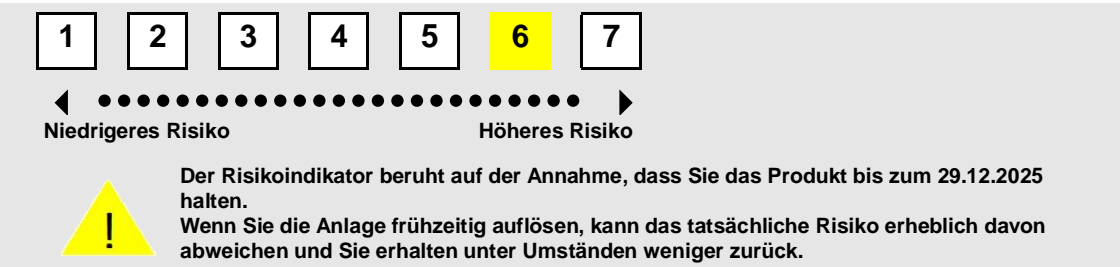 1 2 3 4 5 6 7
Niedrigeres Risiko Höheres Risiko
Der Risikoindikator beruht auf der Annahme, dass Sie das Produkt bis zum 29.12.2025
halten.
Wenn Sie die Anlage frühzeitig auflösen, kann das tatsächliche Risiko erheblich davon
abweichen und Sie erhalten unter Umständen weniger zurück.
!